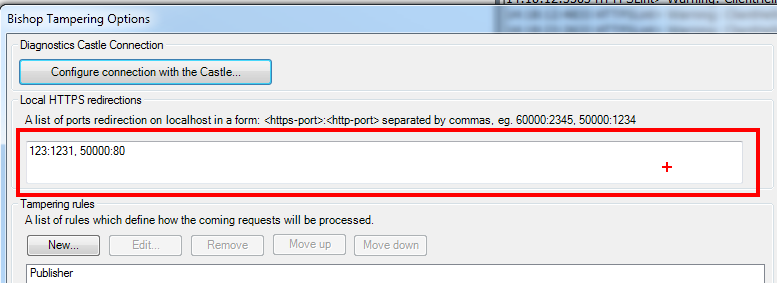 Bishop Tampering Options
Diagnostics Castle Connection
Configure connection with the Castle...
Local HTTPS redirections
A list of ports redirection on localhost in a form: <https-port>:<http-port> separated by commas, eg. 60000:2345, 50000:1234
123:1231, 50000:80
Tampering rules
A list of rules which define how the coming requests will be processed.
New... Edit... Remove Move up Move down
Publisher